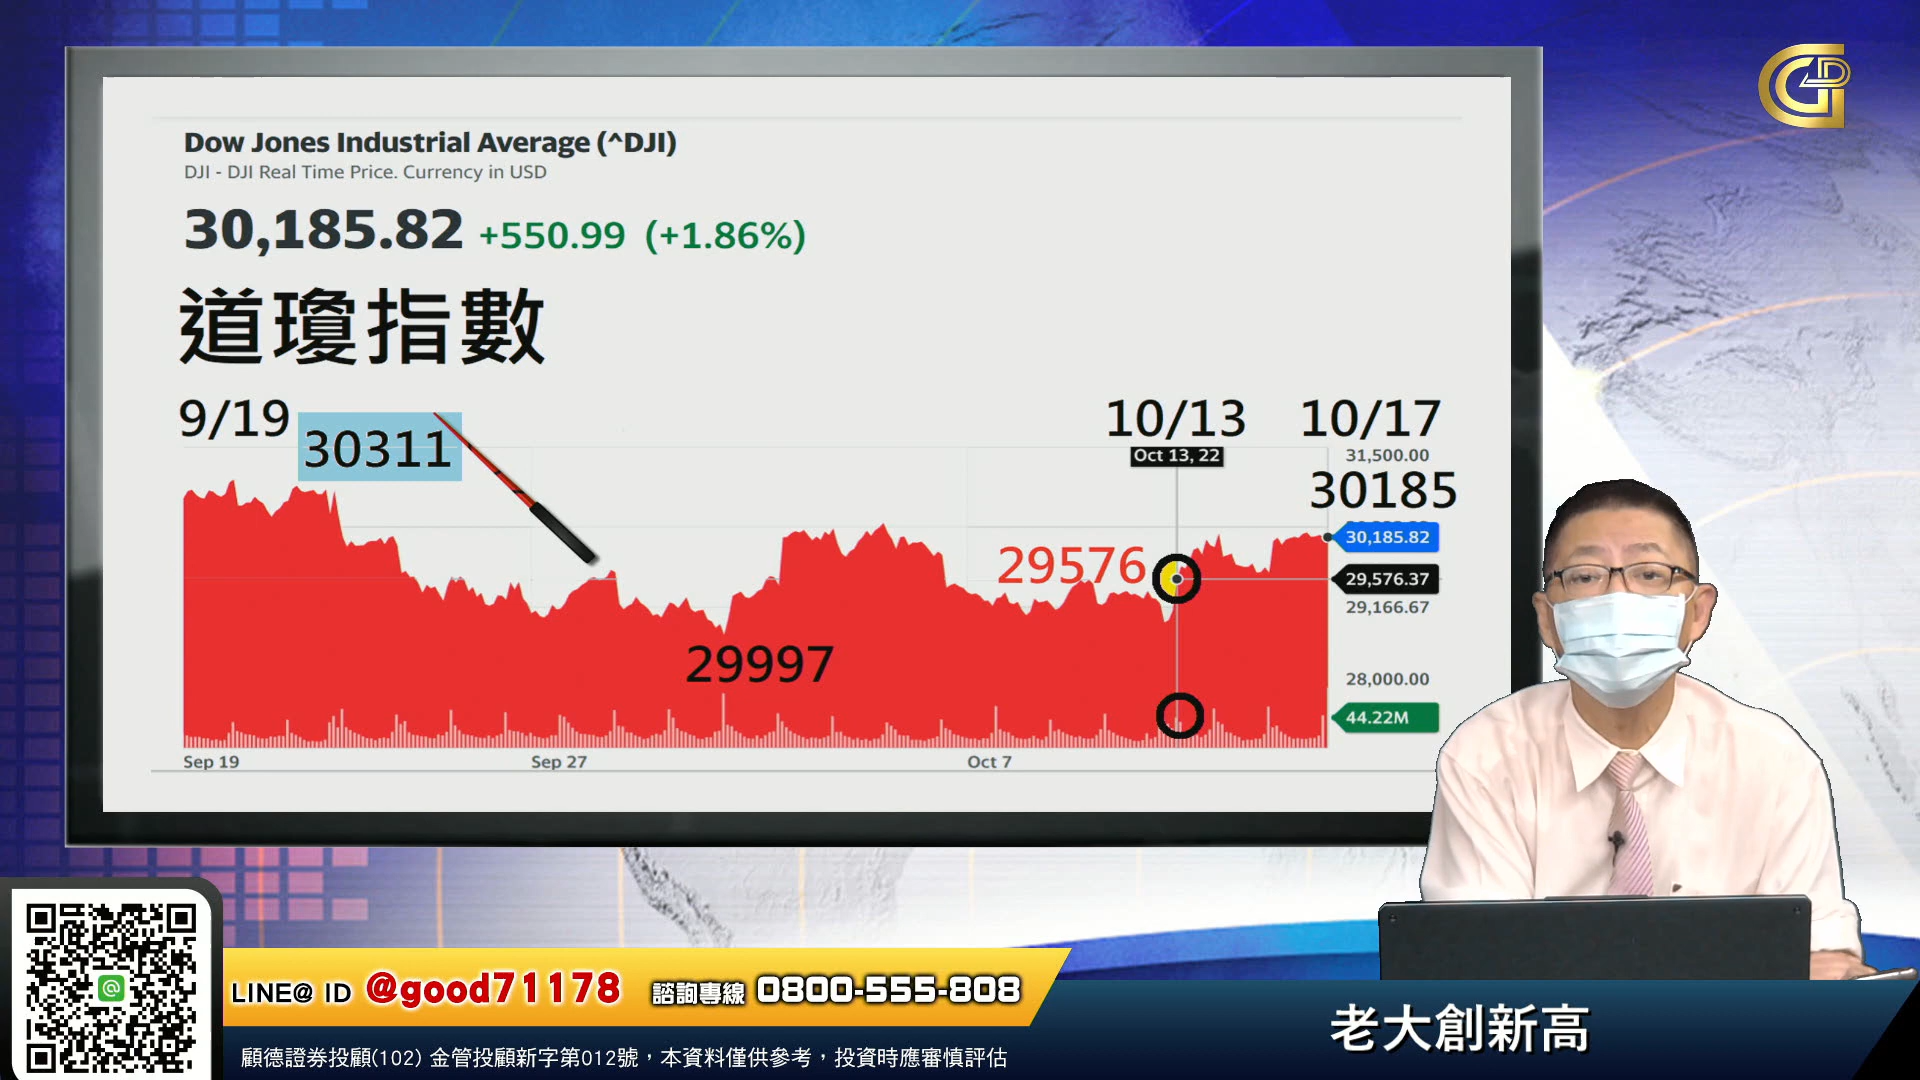 Dow Jones Industrial Average (^DJI)
DJI - DJI Real Time Price. Currency in USD
30,185.82 +550.99 (+1.86%)
道瓊指數
9/19
30311
10/13
10/17
Oct 13, 22
31,500.00
30185
30,185.82
29576
29,576.37
29,166.67
29997
28,000.00
44.22M
Sep 19
Sep 27
Oct 7
LINE@ ID @good71178 諮詢專線 0800-555-808
老大創新高
顧德證券投顧(102) 金管投顧新字第012號，本資料僅供參考，投資時應審慎評估